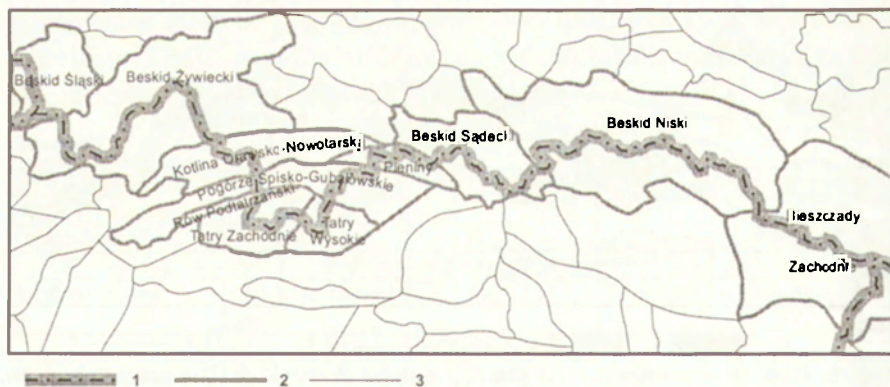 Beskid Śląski
Beskid Żywiecki
Kotlina
Nowotarsk
Beskid Sądeci
Beskid Niski
Pieniny
Pogórze Spisko-Gubałowskie
Rów Podtatrzański
Tatry Zachodnie
Tatry
Wysokie
Zachodni
1 2 3